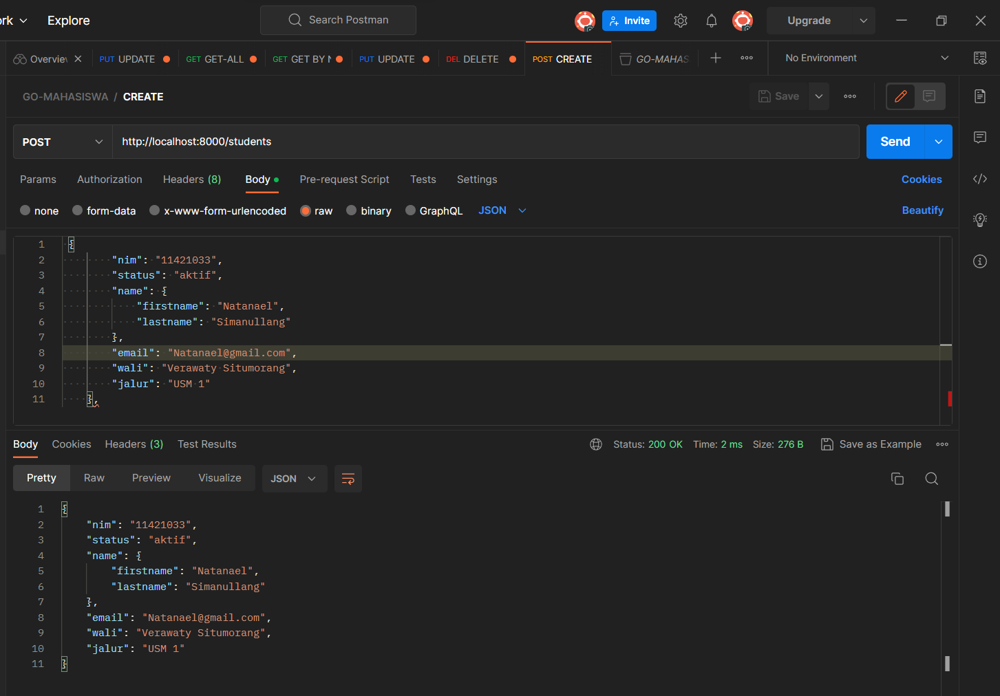 ork Explore Search Postman Invite Upgrade
Overview PUT UPDATE GET GET-ALL GET GET BY N PUT UPDATE DEL DELETE POST CREATE GO-MAHAS No Environment
GO-MAHASISWA / CREATE Save
POST http://localhost:8000/students Send
Params Authorization Headers (8) Body Pre-request Script Tests Settings Cookies
none form-data x-www-form-urlencoded raw binary GraphQL JSON Beautify
1 {
2 "nim": "11421033",
3 "status": "aktif",
4 "name": {
5 "firstname": "Natanael",
6 "lastname": "Simanullang"
7 },
8 "email": "Natanael@gmail.com",
9 "wali": "Verawaty Situmorang",
10 "jalur": "USM 1"
11 },
Body Cookies Headers (3) Test Results Status: 200 OK Time: 2 ms Size: 276 B Save as Example
Pretty Raw Preview Visualize JSON
1 {
2 "nim": "11421033",
3 "status": "aktif",
4 "name": {
5 "firstname": "Natanael",
6 "lastname": "Simanullang"
7 },
8 "email": "Natanael@gmail.com",
9 "wali": "Verawaty Situmorang",
10 "jalur": "USM 1"
11 }